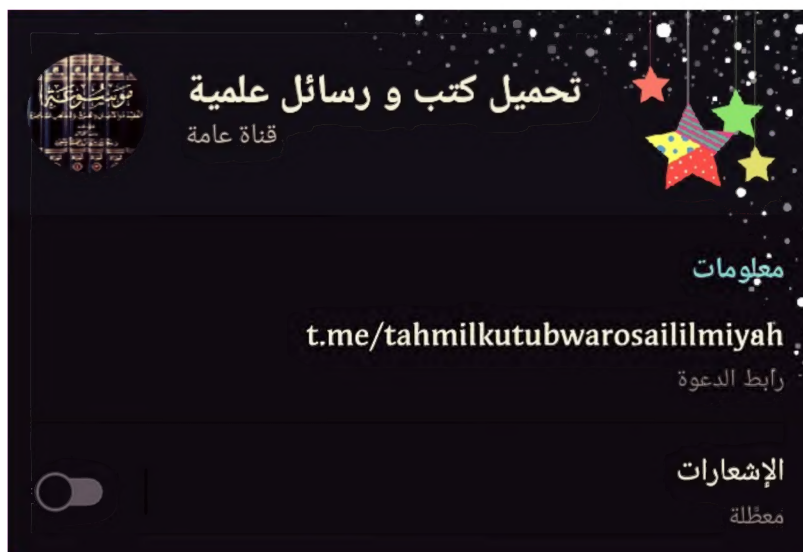 تحميل كتب و رسائل علمية
قناة عامة
معلومات
t.me/tahmilkutubwarosaililmiyah
رابط الدعوة
الإشعارات
معطلة